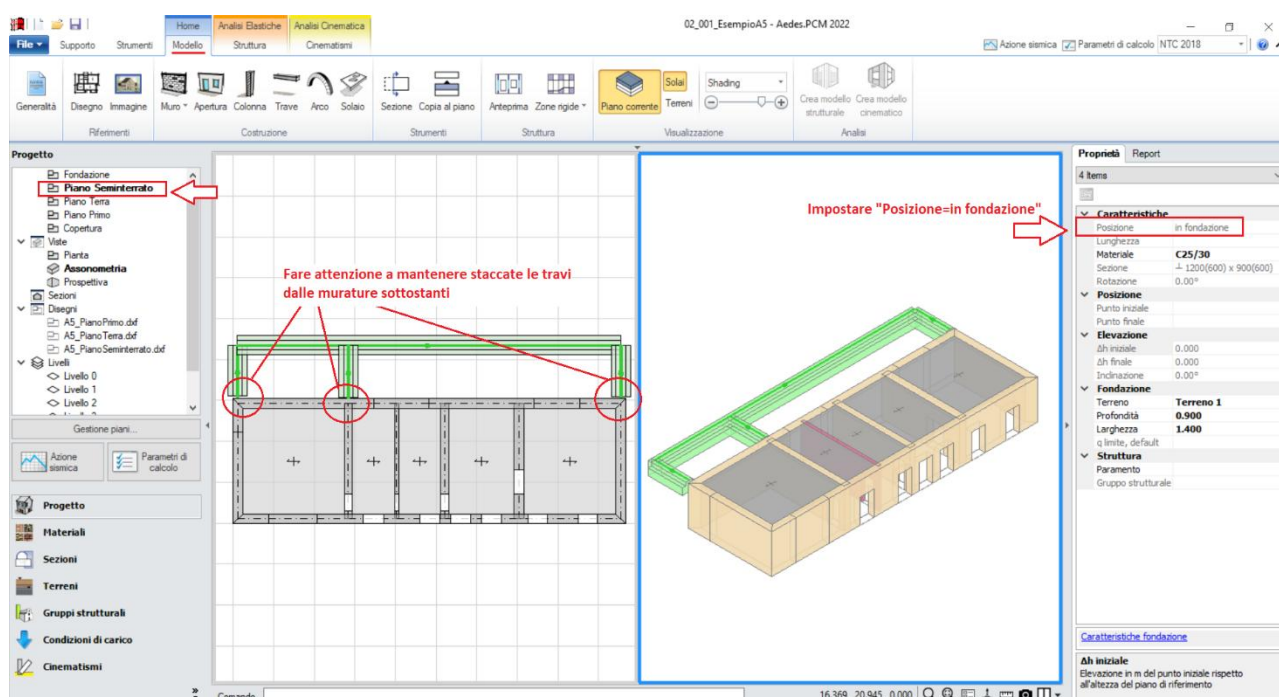 02_001_EsempioA5 - Aedes.PCM 2022
Home
Analisi Elastiche
Analisi Cinematica
File
Supporto
Strumenti
Modello
Struttura
Cinematismi
Azione sismica
Parametri di calcolo
NTC 2018
Generalità
Disegno
Immagine
Muro
Apertura
Colonna
Trave
Arco
Solaio
Sezione
Copia al piano
Anteprima
Zone rigide
Piano corrente
Solai
Terreni
Shading
Crea modello strutturale
Crea modello cinematico
Riferimenti
Costruzione
Strumenti
Struttura
Visualizzazione
Analisi
Progetto
Fondazione
Piano Seminterrato
Piano Terra
Piano Primo
Copertura
Viste
Pianta
Assonometria
Prospettiva
Sezioni
Disegni
A5_PianoPrimo.dxf
A5_PianoTerra.dxf
A5_PianoSeminterrato.dxf
Livelli
Livello 0
Livello 1
Livello 2
Gestione piani...
Azione sismica
Parametri di calcolo
Progetto
Materiali
Sezioni
Terreni
Gruppi strutturali
Condizioni di carico
Cinematismi
Fare attenzione a mantenere staccate le travi
dalle murature sottostanti
Impostare "Posizione=in fondazione"
Proprietà
Report
4 Items
Caratteristiche
Posizione in fondazione
Lunghezza
Materiale C25/30
Sezione ┴ 1200(600) x 900(600)
Rotazione 0.00°
Posizione
Punto iniziale
Punto finale
Elevazione
Δh iniziale 0.000
Δh finale 0.000
Inclinazione 0.00°
Fondazione
Terreno Terreno 1
Profondità 0.900
Larghezza 1.400
q limite, default
Struttura
Paramento
Gruppo strutturale
Caratteristiche fondazione
Δh iniziale
Elevazione in m del punto iniziale rispetto
all'altezza del piano di riferimento
Comando
16.369 20.945 0.000